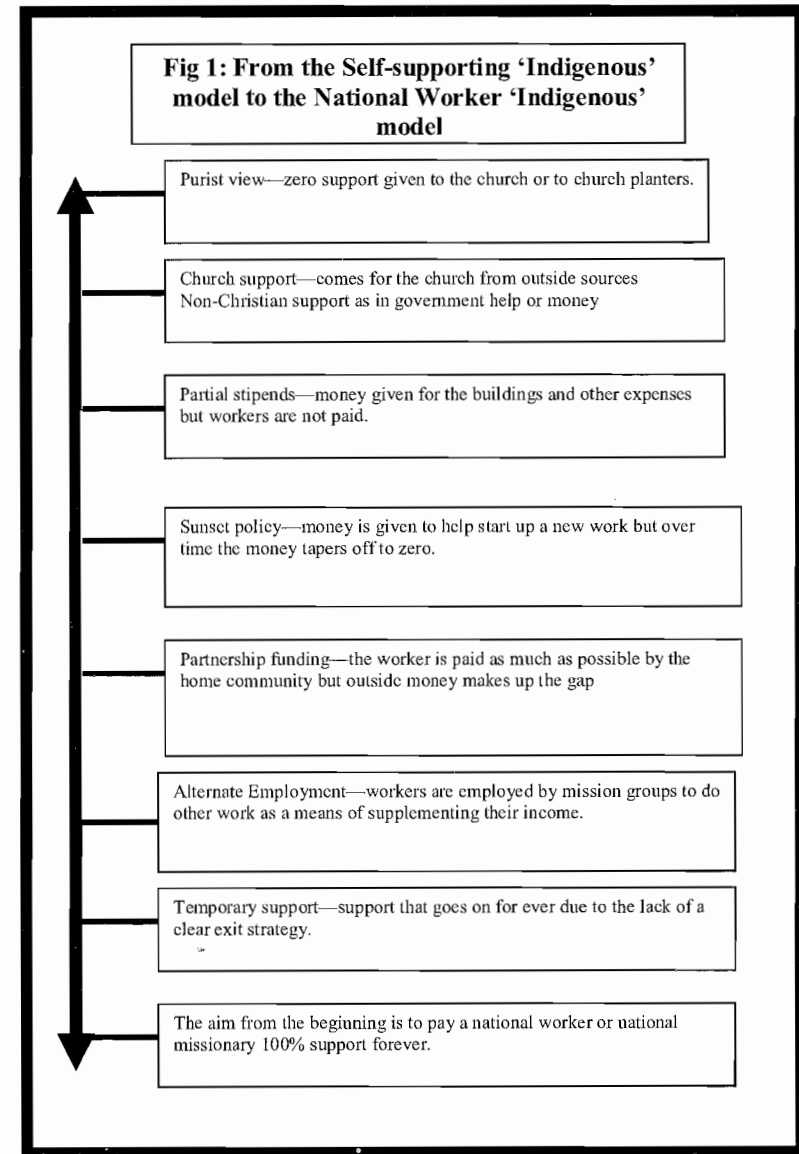 Fig 1: From the Self-supporting ‘Indigenous’
model to the National Worker ‘Indigenous’
model
Purist view—zero support given to the church or to church planters.
Church support—comes for the church from outside sources
Non-Christian support as in government help or money
Partial stipends—money given for the buildings and other expenses
but workers are not paid.
Sunset policy—money is given to help start up a new work but over
time the money tapers off to zero.
Partnership funding—the worker is paid as much as possible by the
home community but outside money makes up the gap
Alternate Employment—workers are employed by mission groups to do
other work as a means of supplementing their income.
Temporary support—support that goes on for ever due to the lack of a
clear exit strategy.
The aim from the beginning is to pay a national worker or national
missionary 100% support forever.